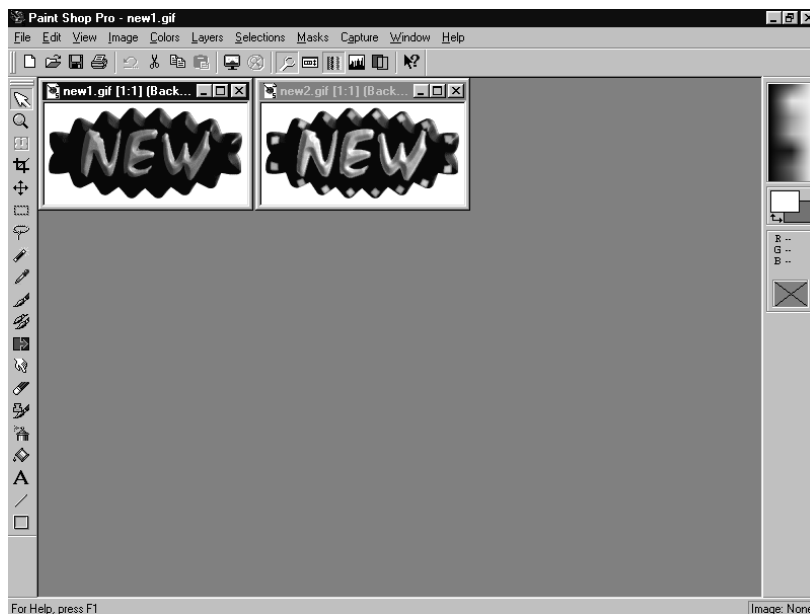 Paint Shop Pro - new1.gif
File Edit View Image Colors Layers Selections Masks Capture Window Help
new1.gif [1:1] (Back...
new2.gif [1:1] (Back...
NEW
NEW
R --
G --
B --
A
For Help, press F1
Image: None